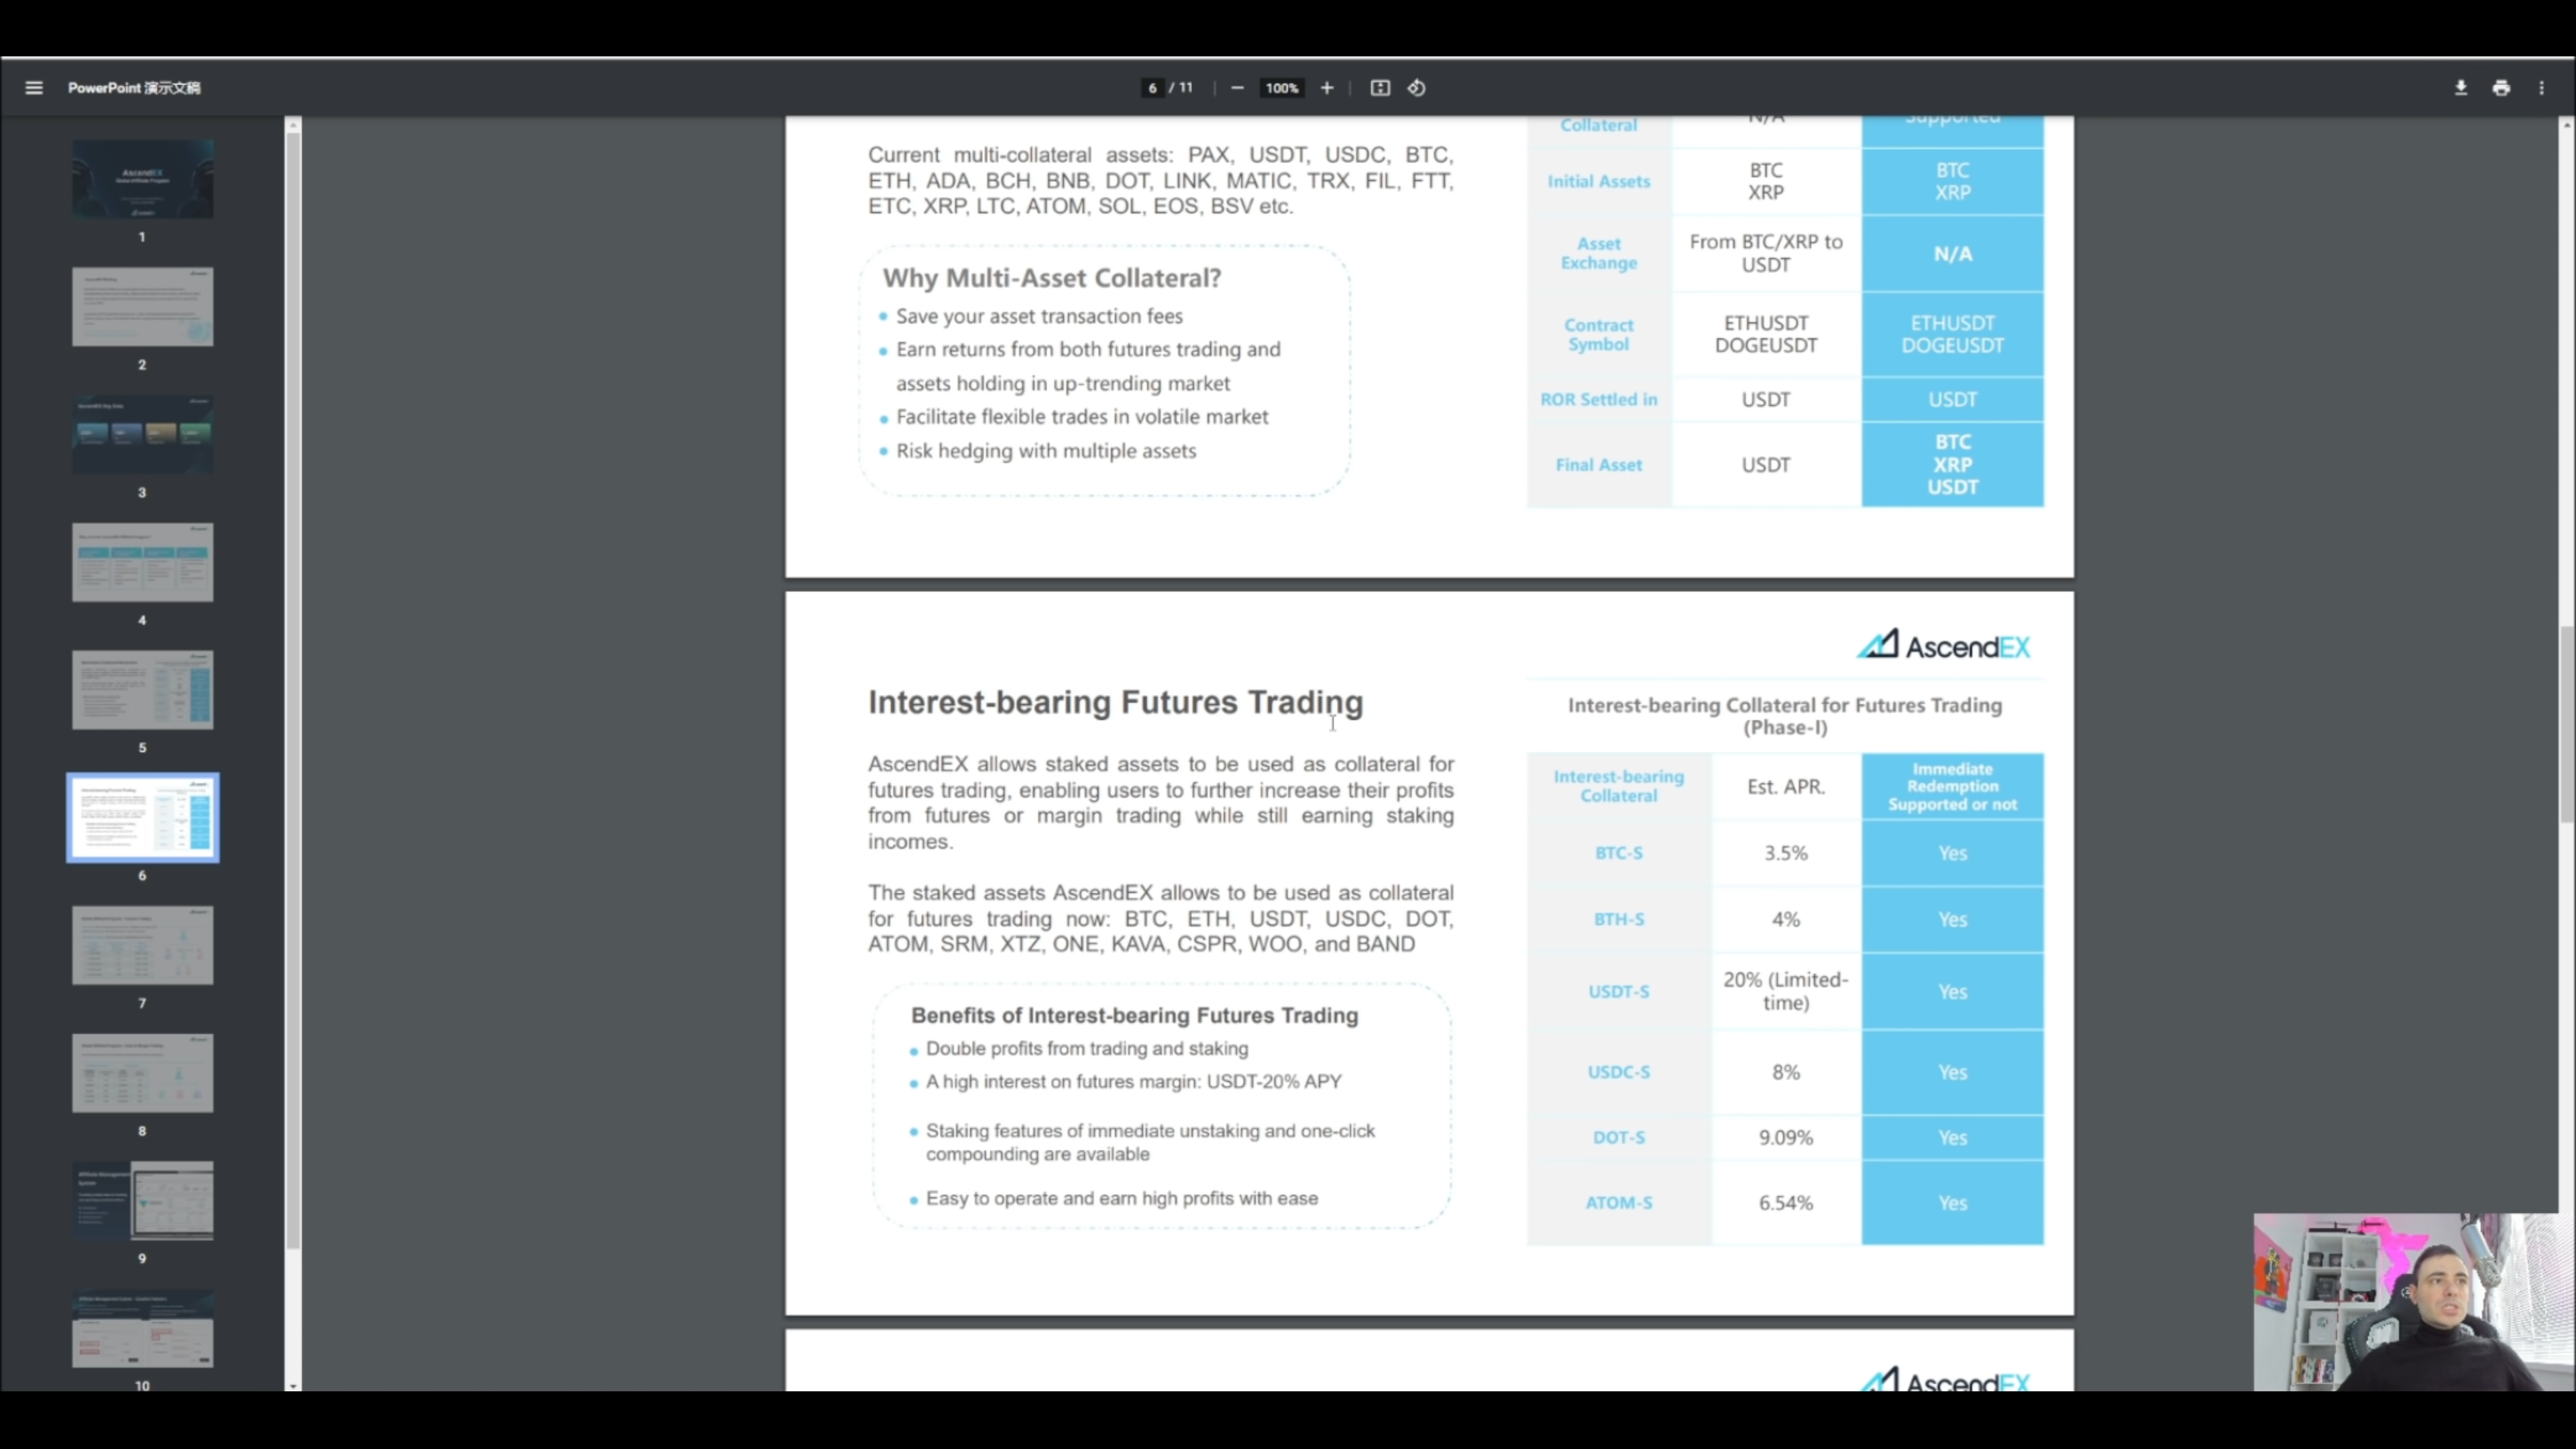 PowerPoint 演示文稿
6 / 11
100%
1
2
3
4
5
6
7
8
9
10
Current multi-collateral assets: PAX, USDT, USDC, BTC,
ETH, ADA, BCH, BNB, DOT, LINK, MATIC, TRX, FIL, FTT,
ETC, XRP, LTC, ATOM, SOL, EOS, BSV etc.
Why Multi-Asset Collateral?
Save your asset transaction fees
Earn returns from both futures trading and
assets holding in up-trending market
Facilitate flexible trades in volatile market
Risk hedging with multiple assets
Collateral N/A Supported
Initial Assets BTC XRP BTC XRP
Asset Exchange From BTC/XRP to USDT N/A
Contract Symbol ETHUSDT DOGEUSDT ETHUSDT DOGEUSDT
ROR Settled in USDT USDT
Final Asset USDT BTC XRP USDT
AscendEX
Interest-bearing Futures Trading
AscendEX allows staked assets to be used as collateral for
futures trading, enabling users to further increase their profits
from futures or margin trading while still earning staking
incomes.
The staked assets AscendEX allows to be used as collateral
for futures trading now: BTC, ETH, USDT, USDC, DOT,
ATOM, SRM, XTZ, ONE, KAVA, CSPR, WOO, and BAND
Benefits of Interest-bearing Futures Trading
Double profits from trading and staking
A high interest on futures margin: USDT-20% APY
Staking features of immediate unstaking and one-click
compounding are available
Easy to operate and earn high profits with ease
Interest-bearing Collateral for Futures Trading
(Phase-I)
Interest-bearing Collateral Est. APR. Immediate Redemption Supported or not
BTC-S 3.5% Yes
BTH-S 4% Yes
USDT-S 20% (Limited-time) Yes
USDC-S 8% Yes
DOT-S 9.09% Yes
ATOM-S 6.54% Yes
AscendEX